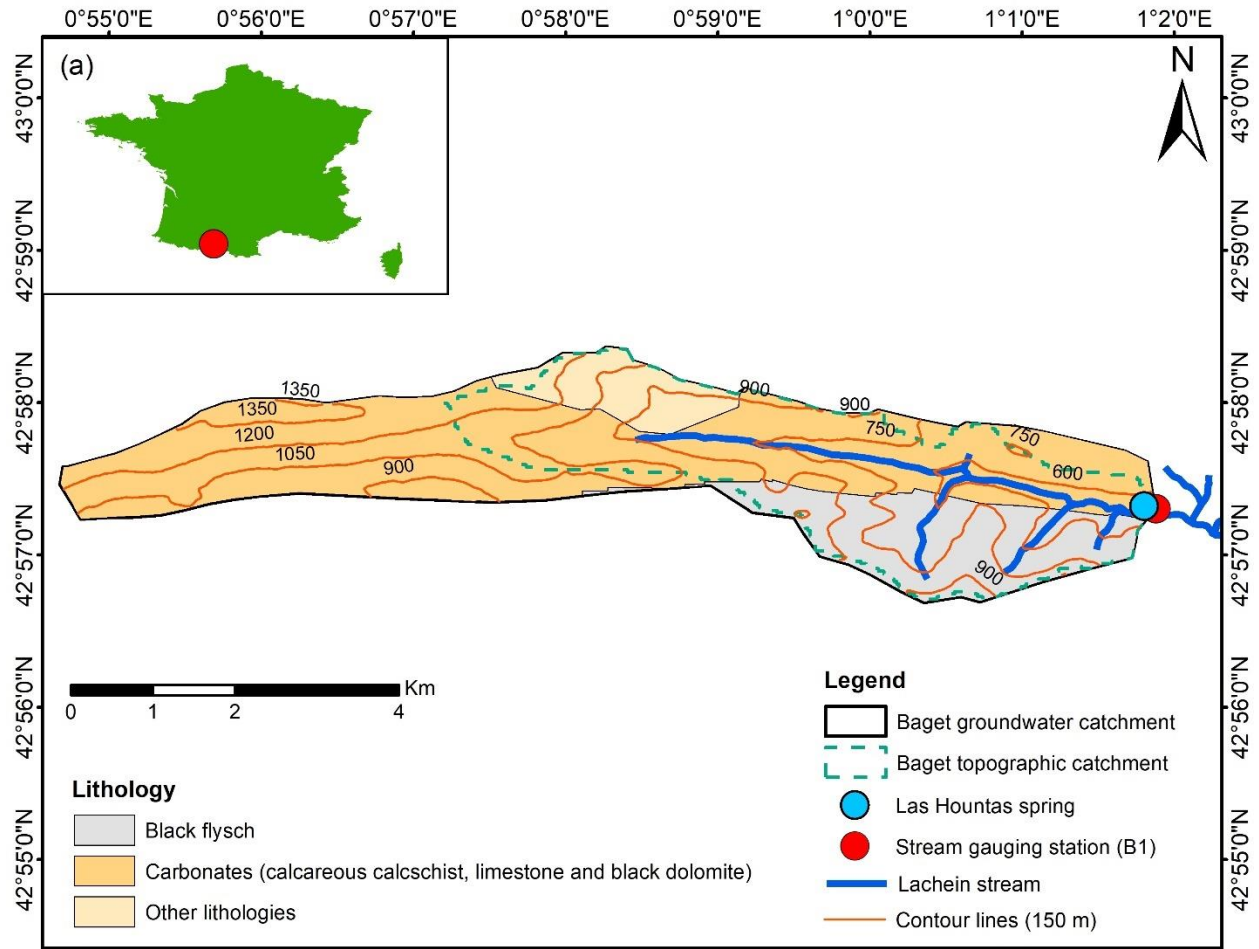 0°55'0"E 0°56'0"E 0°57'0"E 0°58'0"E 0°59'0"E 1°0'0"E 1°1'0"E 1°2'0"E
(a)
N
43°0'0"N
43°0'0"N
42°59'0"N
42°59'0"N
42°58'0"N
42°58'0"N
42°57'0"N
42°57'0"N
42°56'0"N
42°56'0"N
42°55'0"N
42°55'0"N
1350
1350
1200
1050
900
900
900
750
750
600
900
Km
0 1 2 4
Lithology
Black flysch
Carbonates (calcareous calcschist, limestone and black dolomite)
Other lithologies
Legend
Baget groundwater catchment
Baget topographic catchment
Las Hountas spring
Stream gauging station (B1)
Lachein stream
Contour lines (150 m)